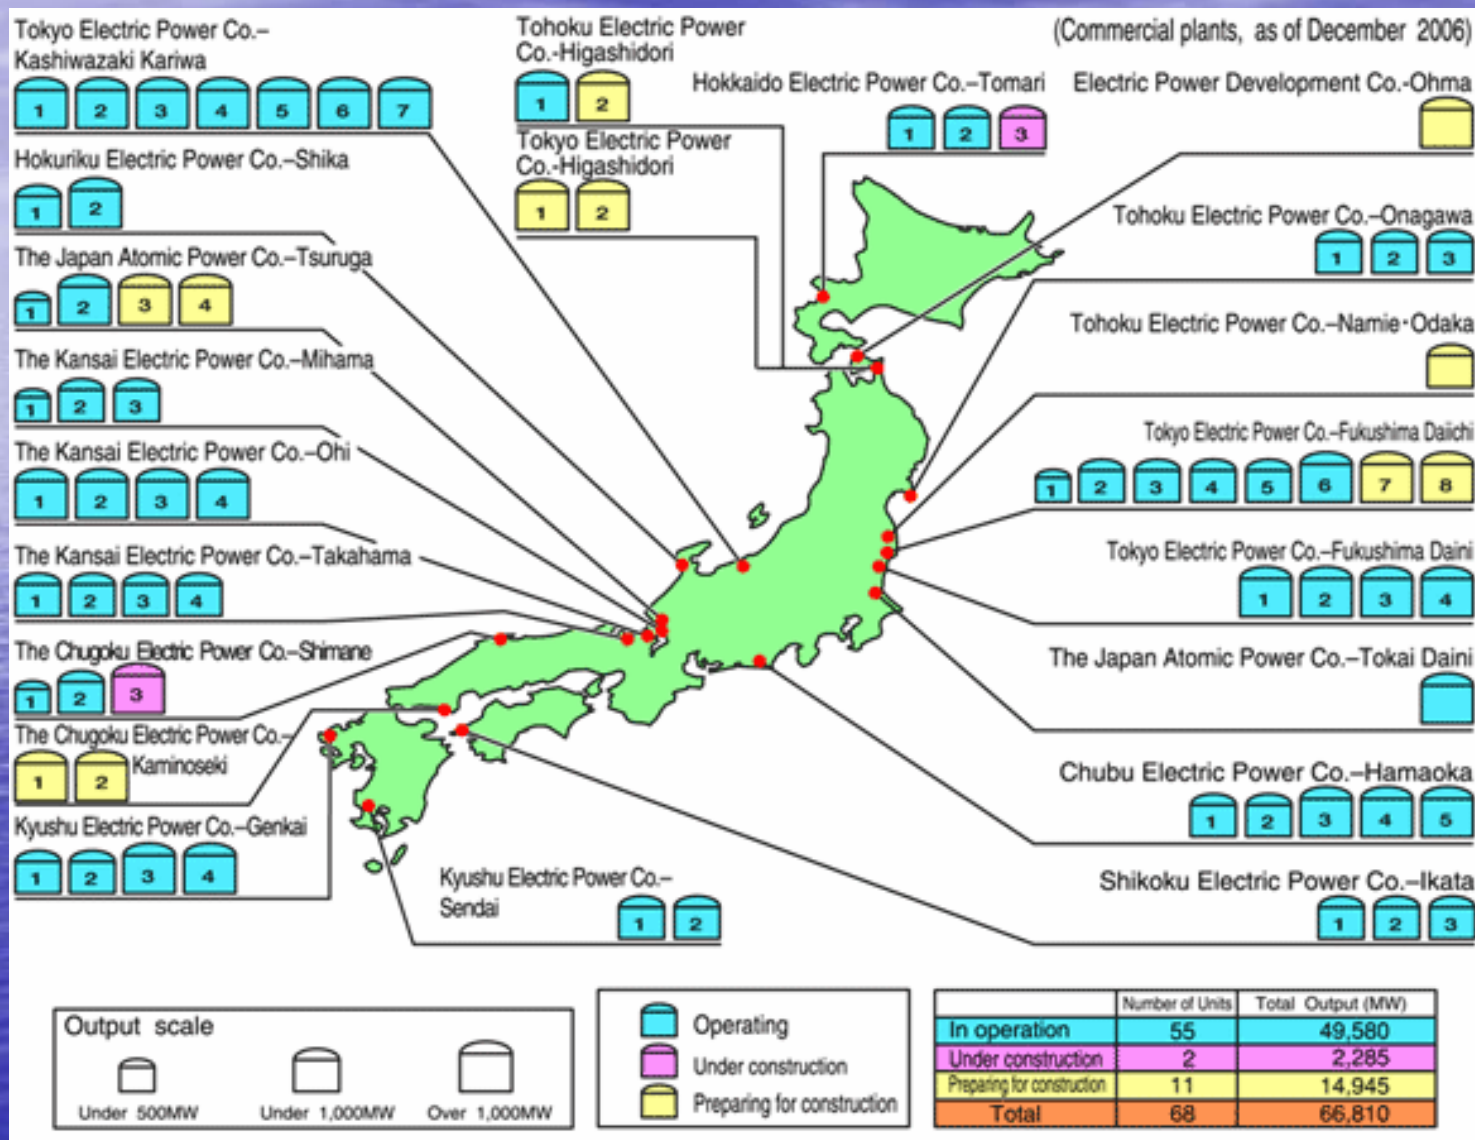 Tokyo Electric Power Co.–
Kashiwazaki Kariwa
1 2 3 4 5 6 7
Hokuriku Electric Power Co.–Shika
1 2
The Japan Atomic Power Co.–Tsuruga
1 2 3 4
The Kansai Electric Power Co.–Mihama
1 2 3
The Kansai Electric Power Co.–Ohi
1 2 3 4
The Kansai Electric Power Co.–Takahama
1 2 3 4
The Chugoku Electric Power Co.–Shimane
1 2 3
The Chugoku Electric Power Co.–
Kaminoseki
1 2
Kyushu Electric Power Co.–Genkai
1 2 3 4
Tohoku Electric Power
Co.-Higashidori
1 2
Tokyo Electric Power
Co.-Higashidori
1 2
Kyushu Electric Power Co.–
Sendai
1 2
(Commercial plants, as of December 2006)
Hokkaido Electric Power Co.–Tomari
1 2 3
Electric Power Development Co.-Ohma
Tohoku Electric Power Co.–Onagawa
1 2 3
Tohoku Electric Power Co.–Namie・Odaka
Tokyo Electric Power Co.–Fukushima Daiichi
1 2 3 4 5 6 7 8
Tokyo Electric Power Co.–Fukushima Daini
1 2 3 4
The Japan Atomic Power Co.–Tokai Daini
Chubu Electric Power Co.–Hamaoka
1 2 3 4 5
Shikoku Electric Power Co.–Ikata
1 2 3
Output scale
Under 500MW Under 1,000MW Over 1,000MW
Operating
Under construction
Preparing for construction
Number of Units Total Output (MW)
In operation 55 49,580
Under construction 2 2,285
Preparing for construction 11 14,945
Total 68 66,810